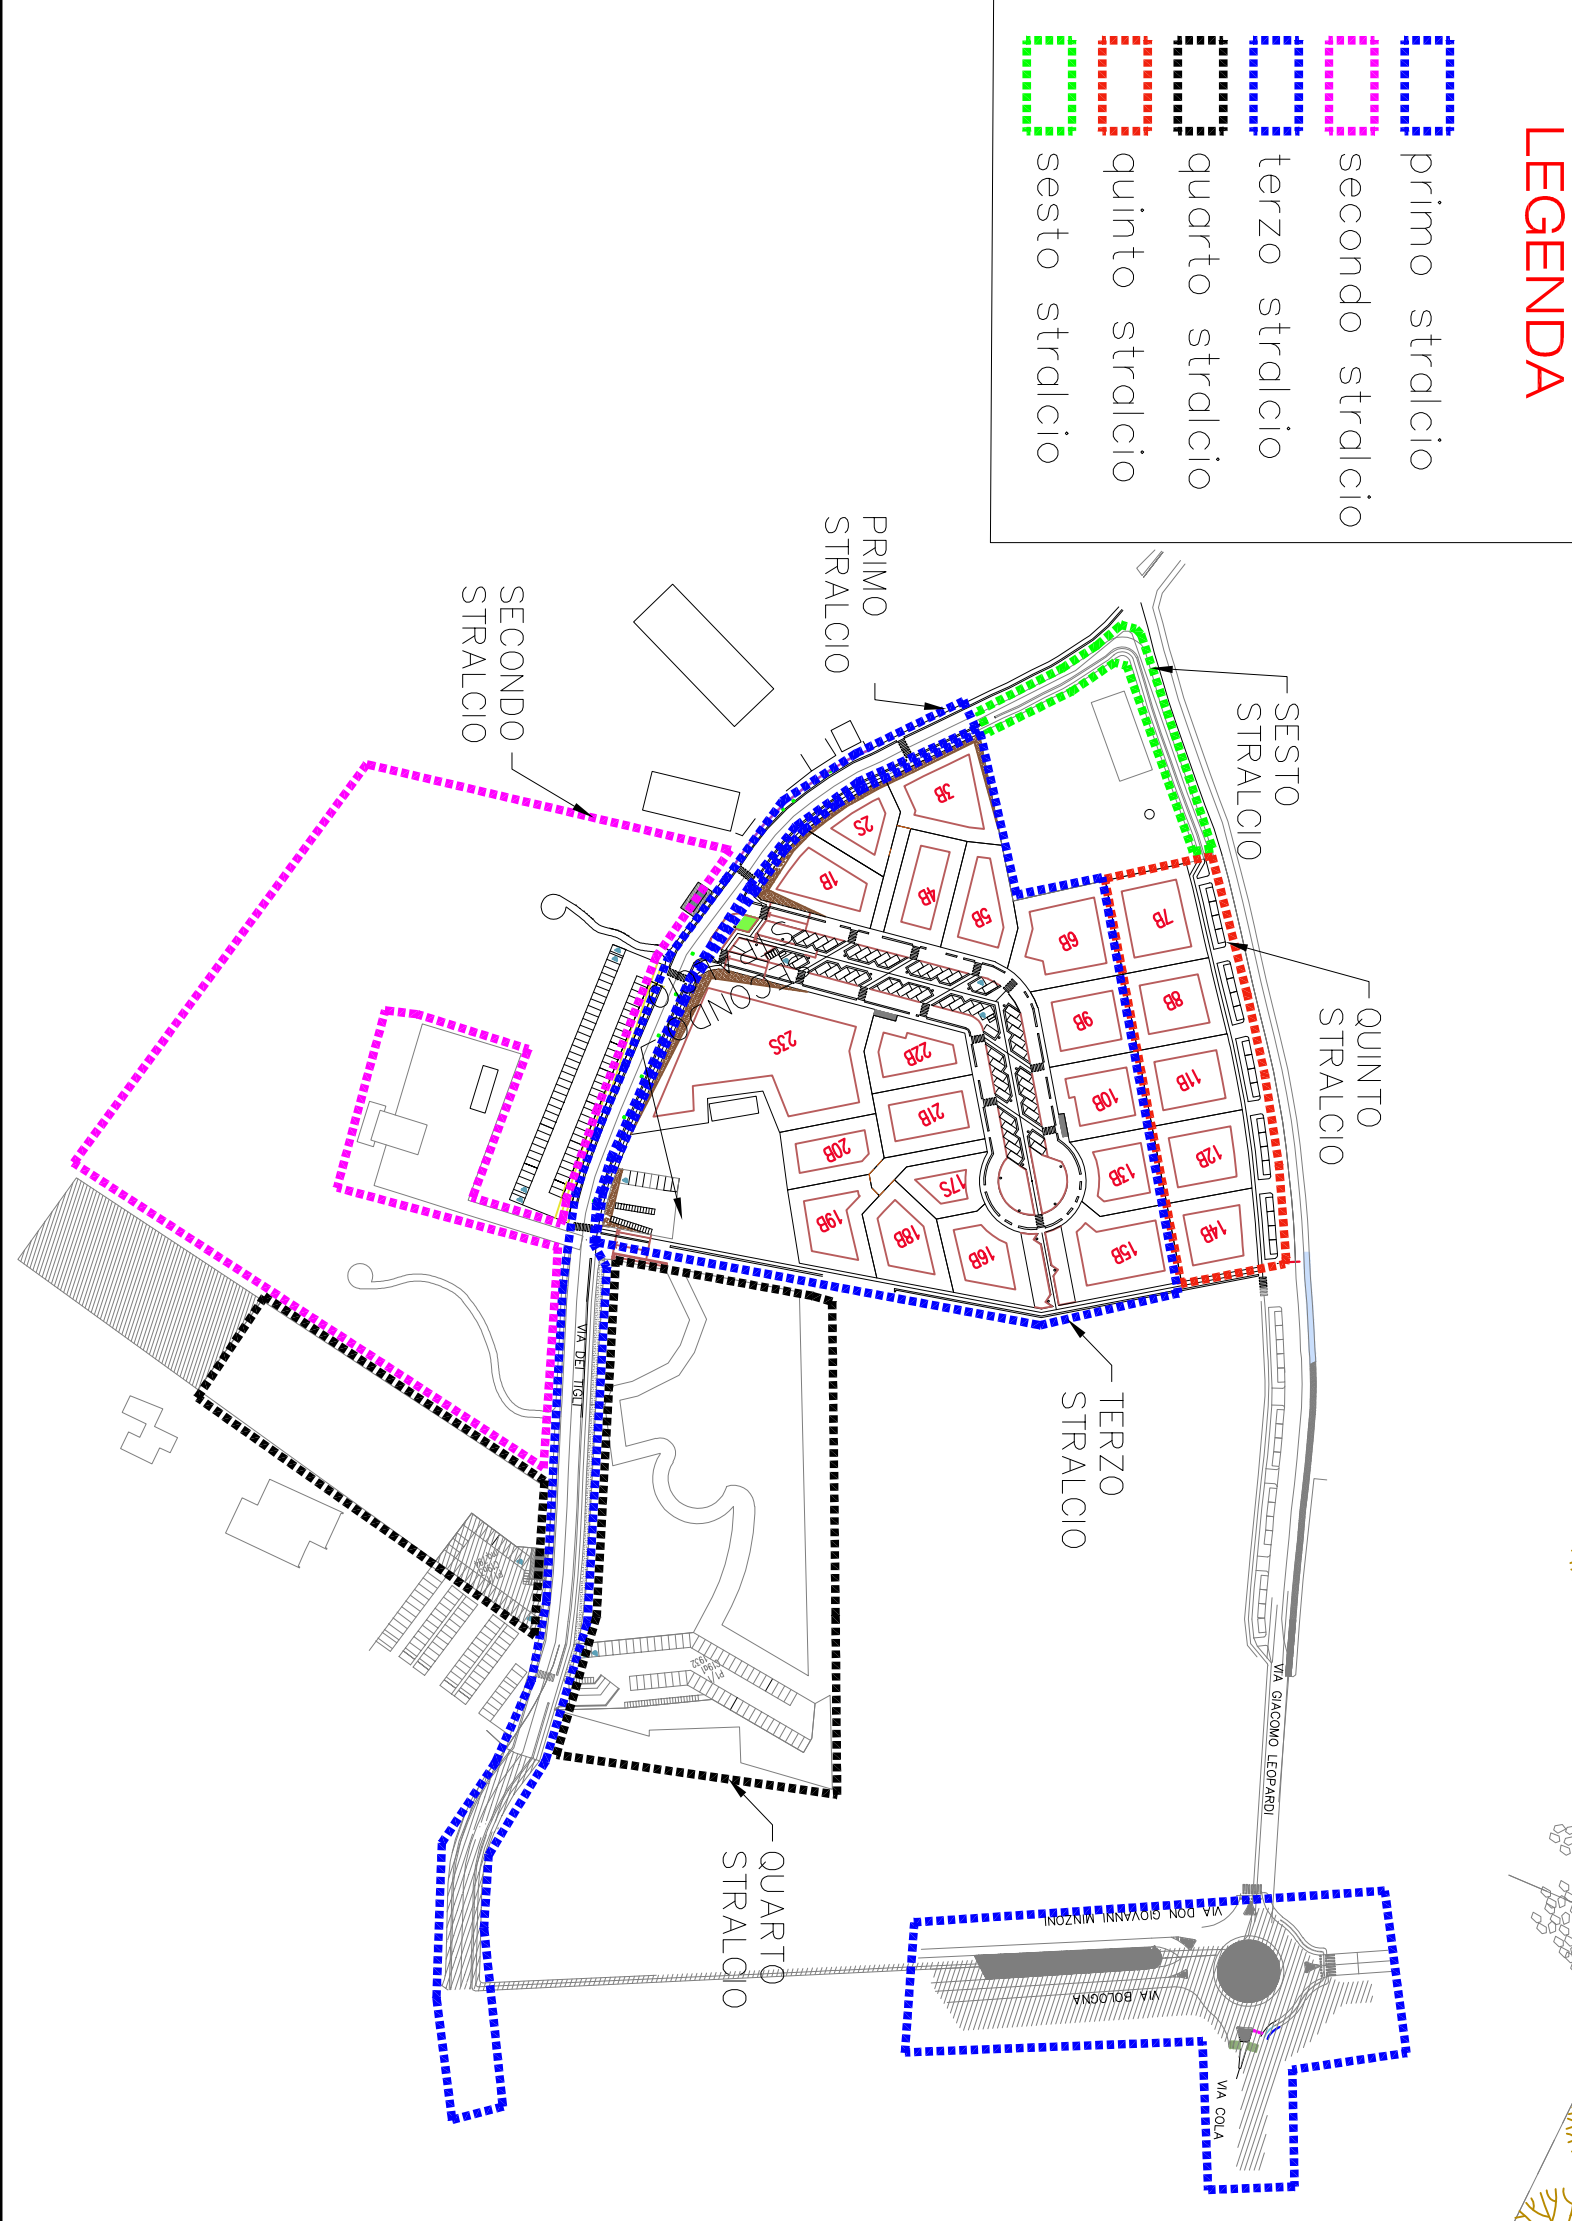 LEGENDA
primo stralcio
secondo stralcio
terzo stralcio
quarto stralcio
quinto stralcio
sesto stralcio
SESTO
STRALCIO
QUINTO
STRALCIO
PRIMO
STRALCIO
SECONDO
STRALCIO
TERZO
STRALCIO
QUARTO
STRALCIO
3B
2S
1B
4B
5B
6B
7B
8B
9B
10B
11B
12B
13B
14B
15B
16B
17S
18B
19B
20B
21B
22B
23S
VIA DEI TIGLI
VIA GIACOMO LEOPARDI
VIA DON GIOVANNI MINZONI
VIA BOLOGNA
VIA COLA